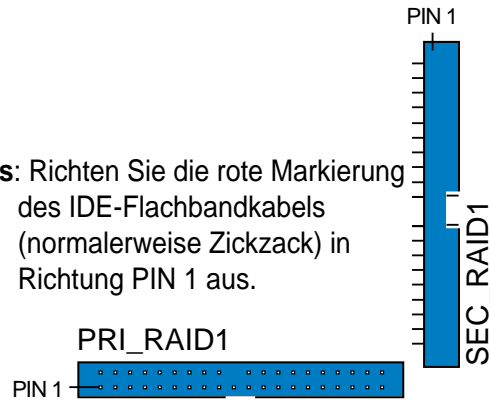 PIN 1
s: Richten Sie die rote Markierung
des IDE-Flachbandkabels
(normalerweise Zickzack) in
Richtung PIN 1 aus.
SEC_RAID1
PRI_RAID1
PIN 1